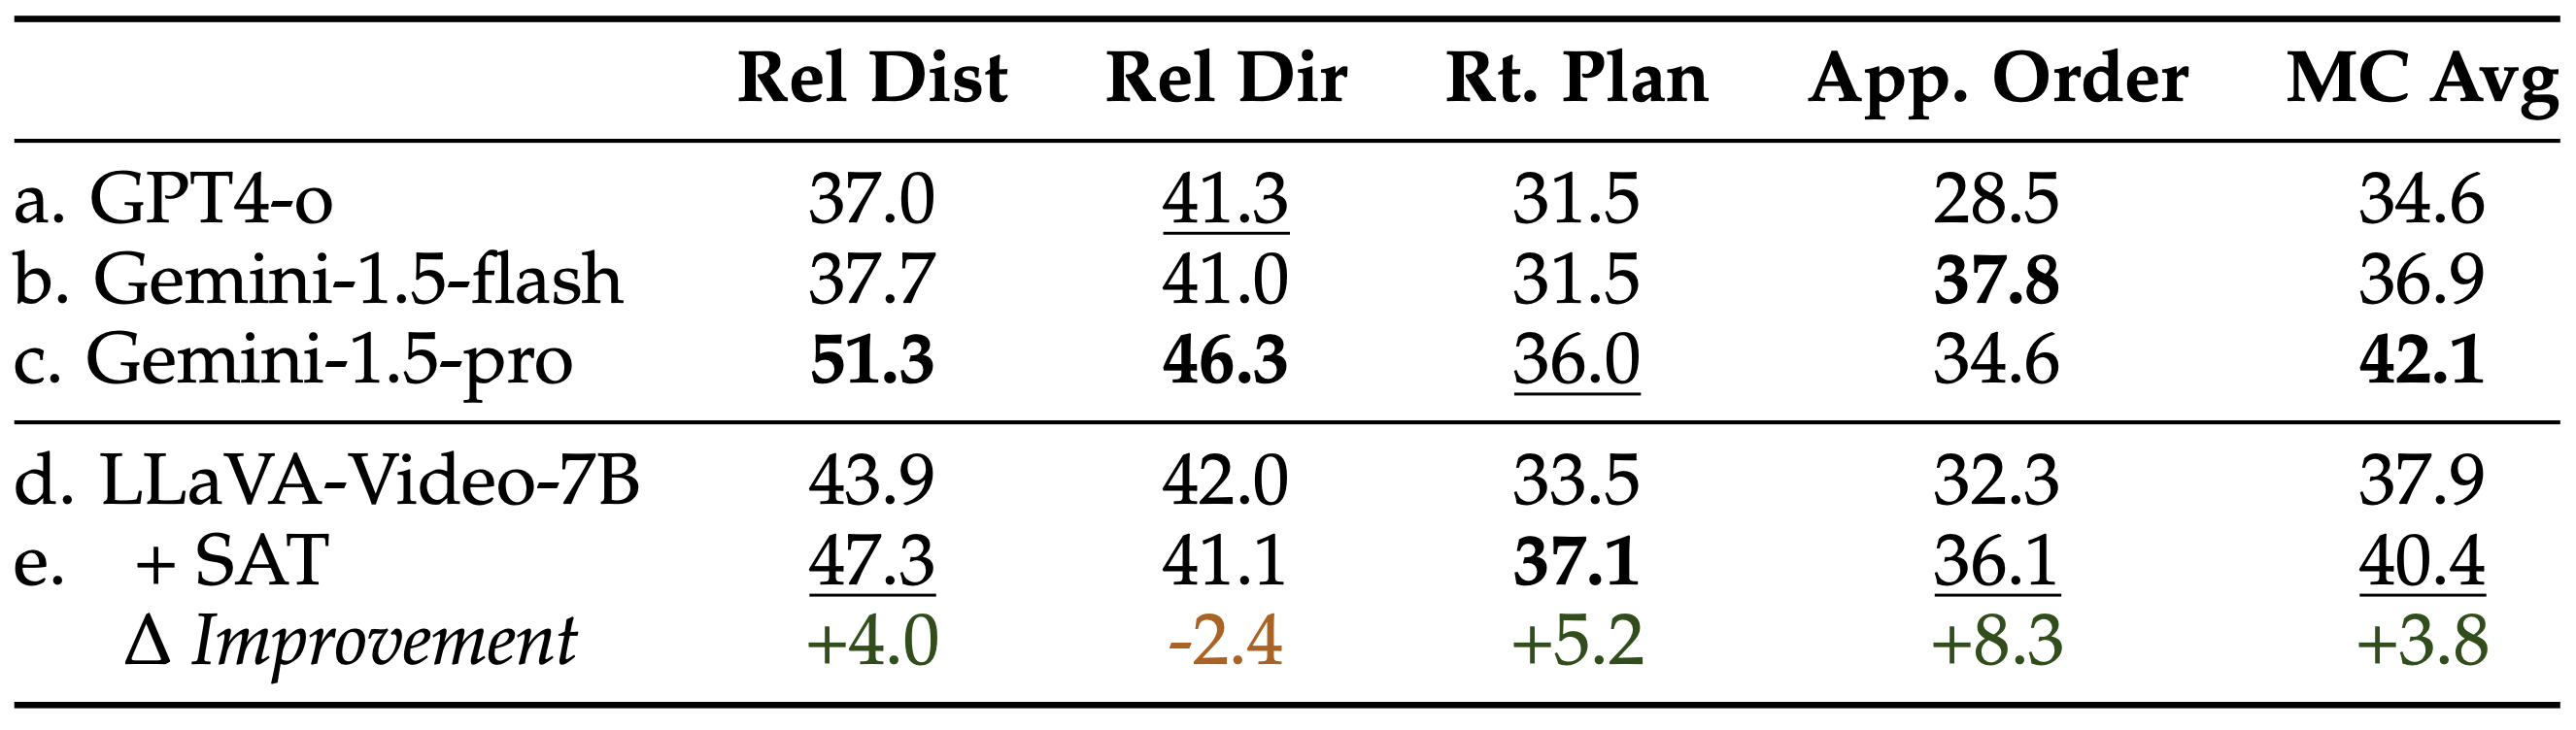 Rel Dist Rel Dir Rt. Plan App. Order MC Avg
a. GPT4-o 37.0 41.3 31.5 28.5 34.6
b. Gemini-1.5-flash 37.7 41.0 31.5 37.8 36.9
c. Gemini-1.5-pro 51.3 46.3 36.0 34.6 42.1
d. LLaVA-Video-7B 43.9 42.0 33.5 32.3 37.9
e. + SAT 47.3 41.1 37.1 36.1 40.4
Δ Improvement +4.0 -2.4 +5.2 +8.3 +3.8